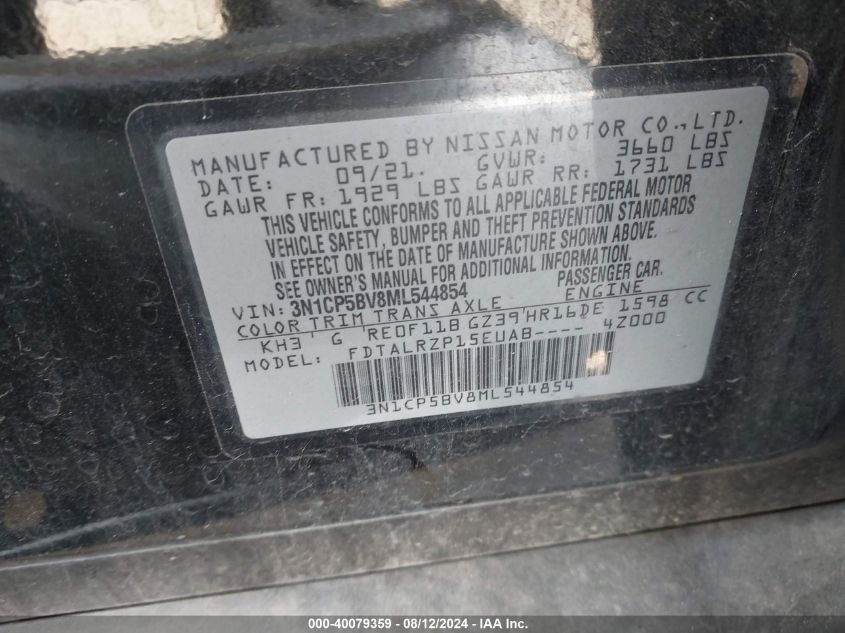 MANUFACTURED BY NISSAN MOTOR CO., LTD.
DATE: 09/21. GVWR: 3660 LBS
GAWR FR: 1929 LBS GAWR RR: 1731 LBS
THIS VEHICLE CONFORMS TO ALL APPLICABLE FEDERAL MOTOR
VEHICLE SAFETY, BUMPER AND THEFT PREVENTION STANDARDS
IN EFFECT ON THE DATE OF MANUFACTURE SHOWN ABOVE.
SEE OWNER'S MANUAL FOR ADDITIONAL INFORMATION.
VIN: 3N1CP5BV8ML544854 PASSENGER CAR.
COLOR TRIM TRANS AXLE ENGINE
KH3 G RE0F11B GZ39 HR16DE 1598 CC
MODEL: FDTALRZP15EUAB---- 4Z000
3N1CP5BV8ML544854
000-40079359 - 08/12/2024 - IAA Inc.